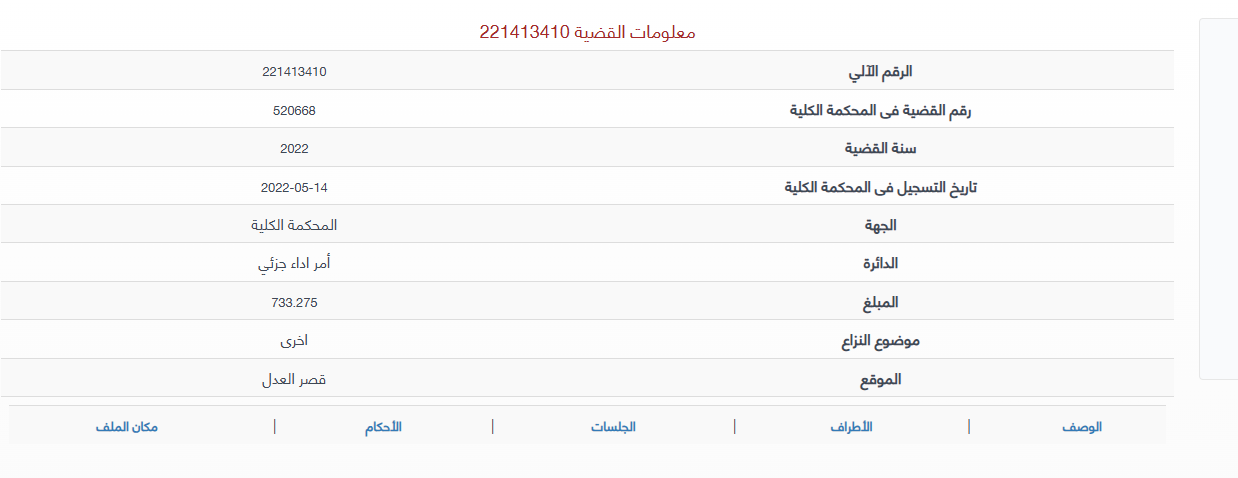 معلومات القضية 221413410
الرقم الآلي 221413410
رقم القضية فى المحكمة الكلية 520668
سنة القضية 2022
تاريخ التسجيل فى المحكمة الكلية 2022-05-14
الجهة المحكمة الكلية
الدائرة أمر اداء جزئي
المبلغ 733.275
موضوع النزاع اخرى
الموقع قصر العدل
الوصف | الأطراف | الجلسات | الأحكام | مكان الملف